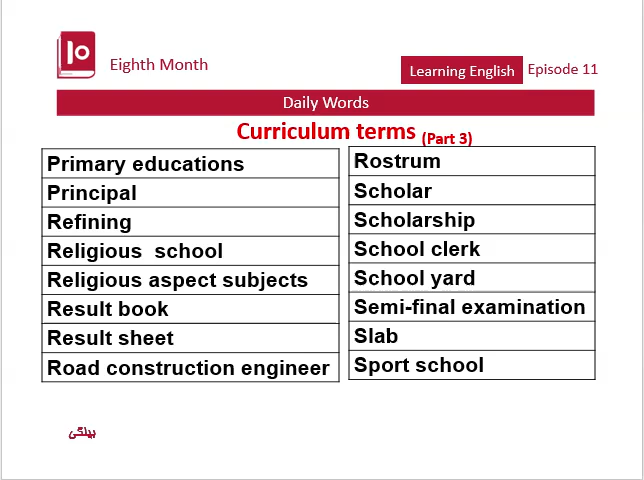 10
Eighth Month
Learning English
Episode 11
Daily Words
Curriculum terms (Part 3)
Primary educations
Principal
Refining
Religious school
Religious aspect subjects
Result book
Result sheet
Road construction engineer
Rostrum
Scholar
Scholarship
School clerk
School yard
Semi-final examination
Slab
Sport school